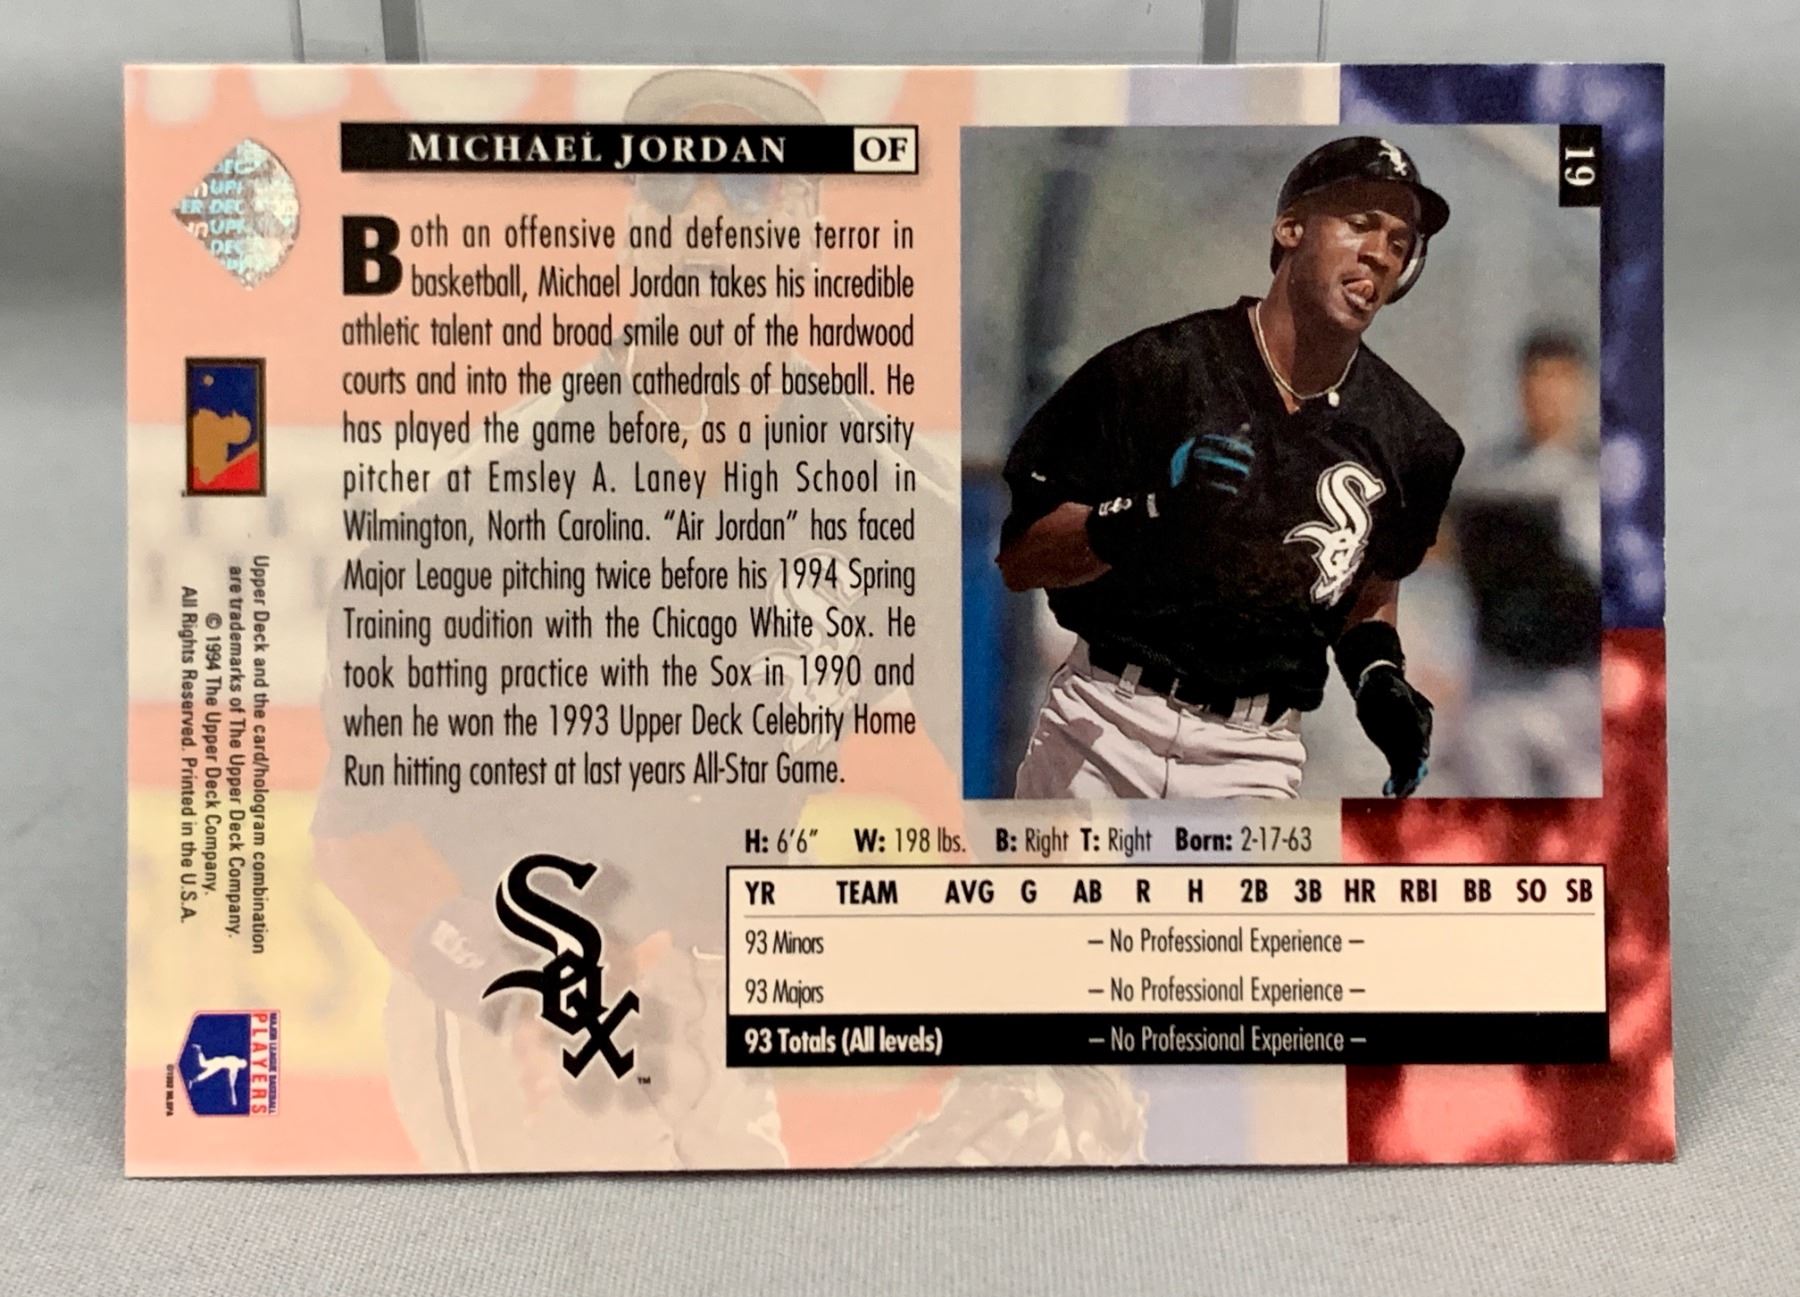 MICHAEL JORDAN OF
19
Both an offensive and defensive terror in
basketball, Michael Jordan takes his incredible
athletic talent and broad smile out of the hardwood
courts and into the green cathedrals of baseball. He
has played the game before, as a junior varsity
pitcher at Emsley A. Laney High School in
Wilmington, North Carolina. “Air Jordan” has faced
Major League pitching twice before his 1994 Spring
Training audition with the Chicago White Sox. He
took batting practice with the Sox in 1990 and
when he won the 1993 Upper Deck Celebrity Home
Run hitting contest at last years All-Star Game.
H: 6’6” W: 198 lbs. B: Right T: Right Born: 2-17-63
YR TEAM AVG G AB R H 2B 3B HR RBI BB SO SB
93 Minors – No Professional Experience –
93 Majors – No Professional Experience –
93 Totals (All levels) – No Professional Experience –
Sox
TM
Sox
Upper Deck and the card/hologram combination
are trademarks of The Upper Deck Company.
© 1994 The Upper Deck Company.
All Rights Reserved. Printed in the U.S.A.
MAJOR LEAGUE BASEBALL
PLAYERS
©1992 MLBPA